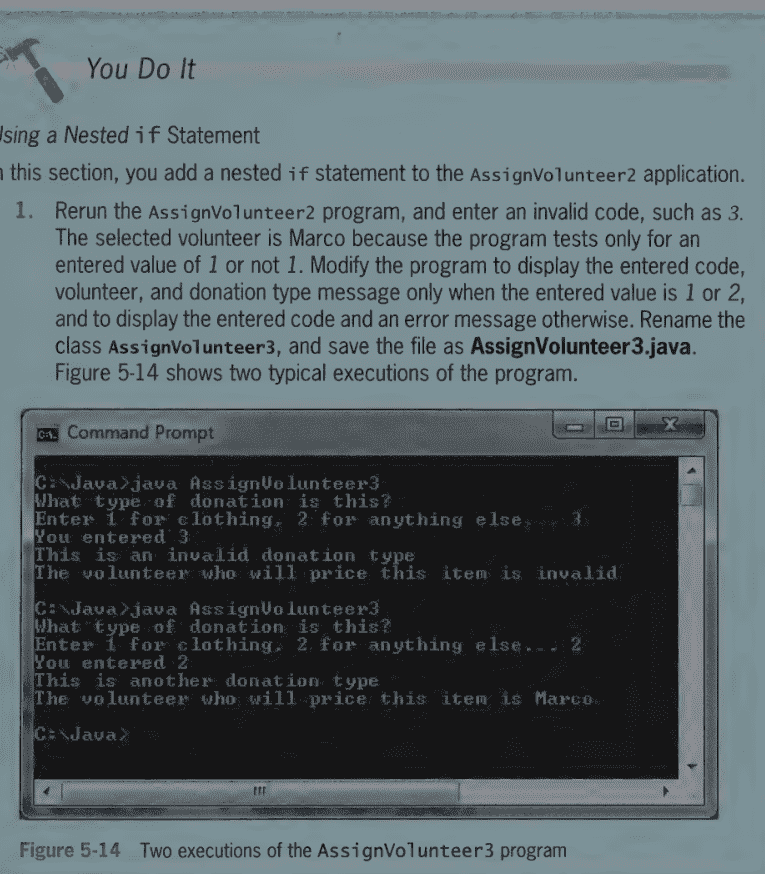 You Do It
Using a Nested if Statement
In this section, you add a nested if statement to the AssignVolunteer2 application.
1. Rerun the AssignVolunteer2 program, and enter an invalid code, such as 3.
The selected volunteer is Marco because the program tests only for an
entered value of 1 or not 1. Modify the program to display the entered code,
volunteer, and donation type message only when the entered value is 1 or 2,
and to display the entered code and an error message otherwise. Rename the
class AssignVolunteer3, and save the file as AssignVolunteer3.java.
Figure 5-14 shows two typical executions of the program.
Command Prompt
C:\Java>java AssignVolunteer3
What type of donation is this?
Enter 1 for clothing, 2 for anything else... 3
You entered 3
This is an invalid donation type
The volunteer who will price this item is invalid
C:\Java>java AssignVolunteer3
What type of donation is this?
Enter 1 for clothing, 2 for anything else... 2
You entered 2
This is another donation type
The volunteer who will price this item is Marco
C:\Java>
Figure 5-14 Two executions of the AssignVolunteer3 program